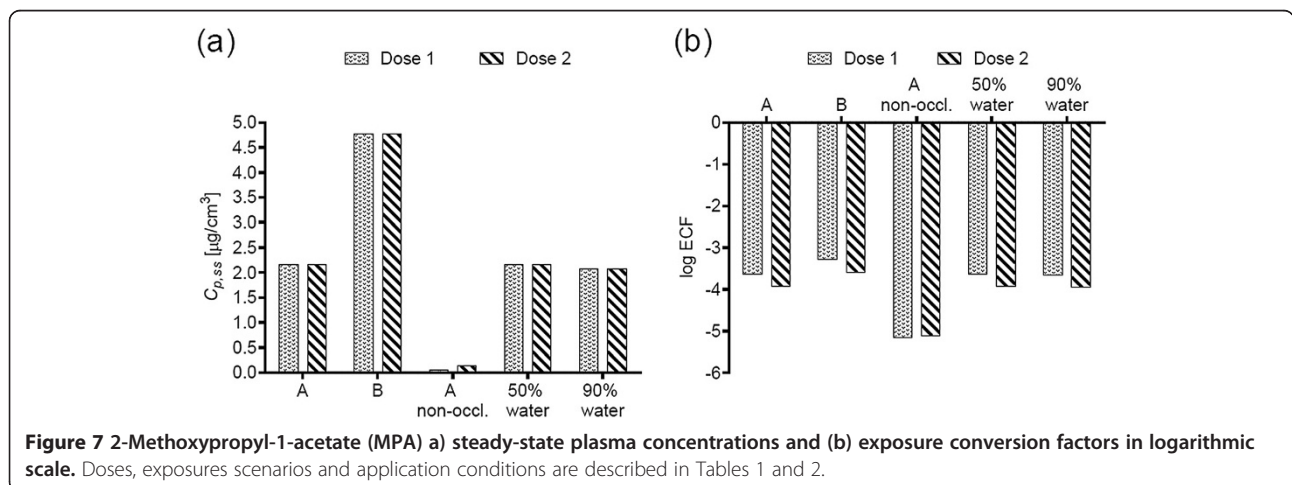 (a)
Dose 1 Dose 2
5.0
4.5
4.0
3.5
3.0
2.5
2.0
1.5
1.0
0.5
0.0
Cp,ss [µg/cm³]
A B A non-occl. 50% water 90% water
(b)
Dose 1 Dose 2
A B A non-occl. 50% water 90% water
0
-1
-2
-3
-4
-5
-6
log ECF
Figure 7 2-Methoxypropyl-1-acetate (MPA) a) steady-state plasma concentrations and (b) exposure conversion factors in logarithmic
scale. Doses, exposures scenarios and application conditions are described in Tables 1 and 2.